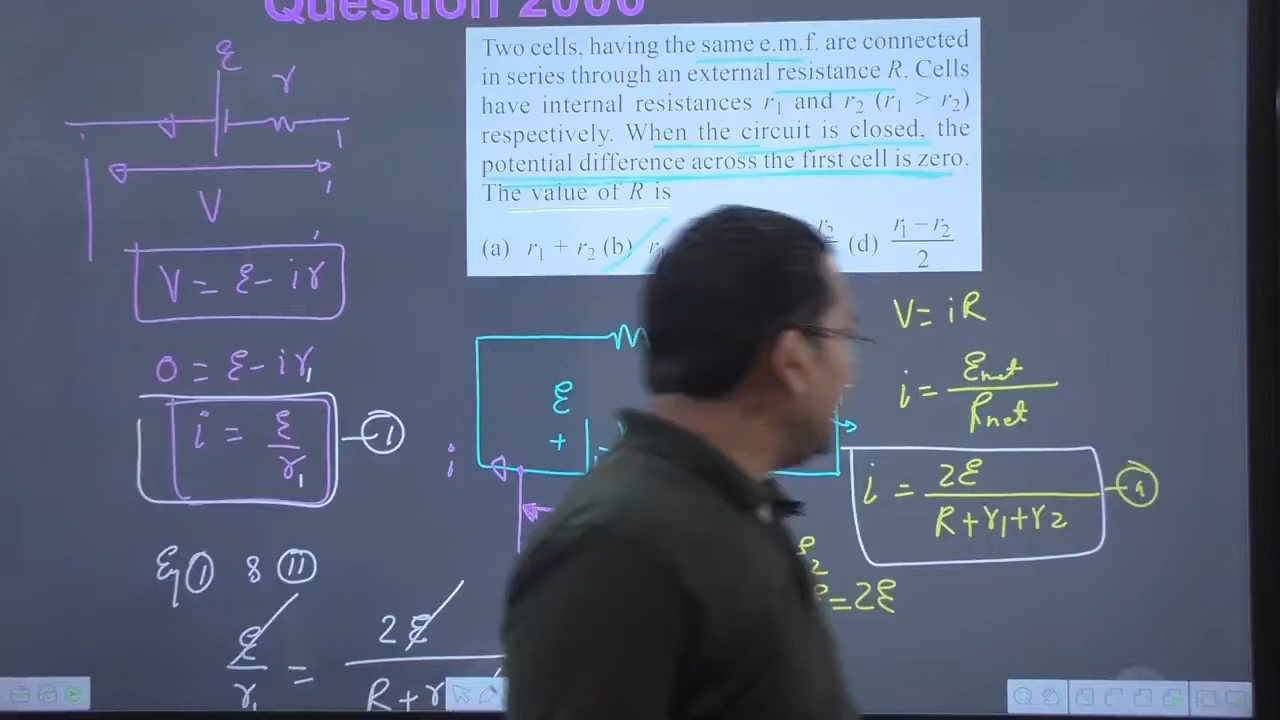 Question 2006
Two cells, having the same e.m.f. are connected
in series through an external resistance R. Cells
have internal resistances r₁ and r₂ (r₁ > r₂)
respectively. When the circuit is closed, the
potential difference across the first cell is zero.
The value of R is
(a) r₁ + r₂ (b) r₁ r₂ (d) r₁ − r₂ / 2
ε
r
i
V
V = ε − ir
0 = ε − ir₁
i = ε / r₁ — ①
Eq ① & ⑪
ε / r₁ = 2ε / R + r
ε
+
i
V = iR
i = εnet / Rnet
i = 2ε / R + r₁ + r₂
= 2ε